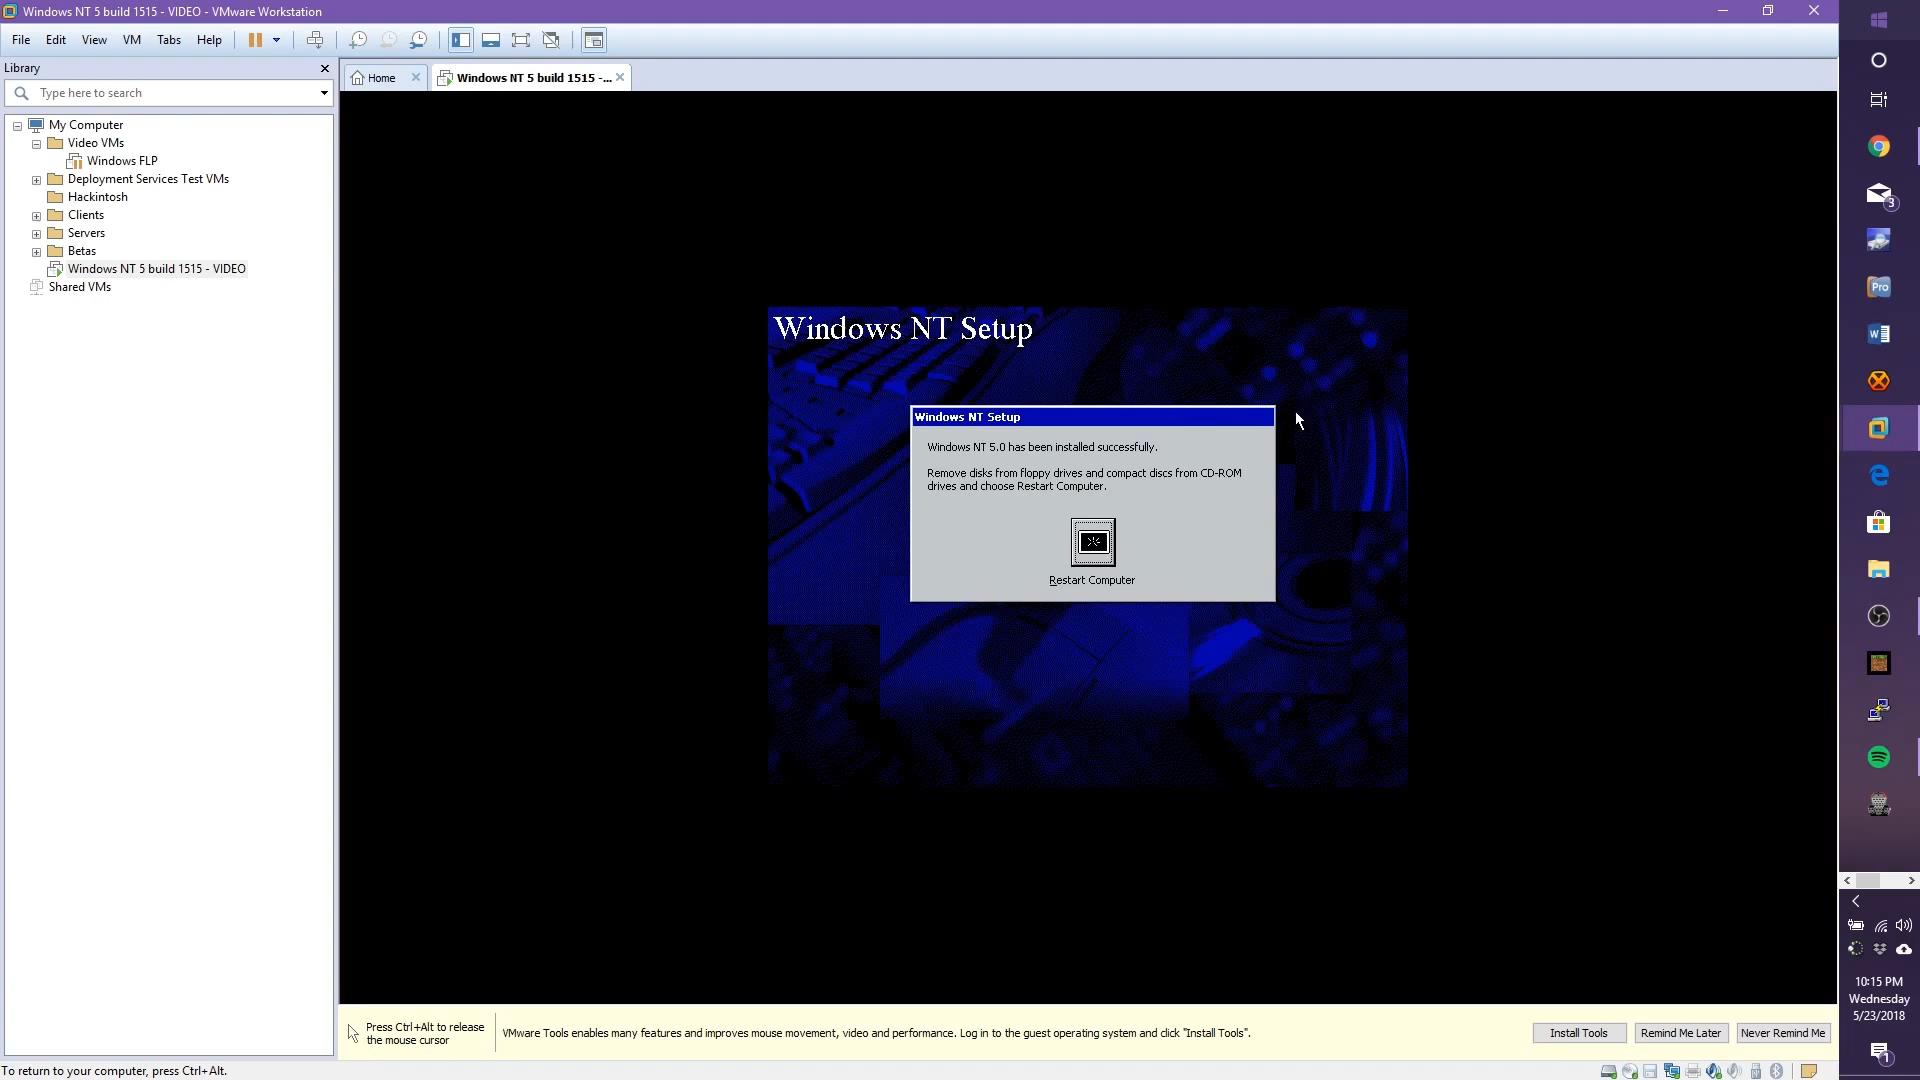 Windows NT 5 build 1515 - VIDEO - VMware Workstation
File Edit View VM Tabs Help
Library
Type here to search
My Computer
Video VMs
Windows FLP
Deployment Services Test VMs
Hackintosh
Clients
Servers
Betas
Windows NT 5 build 1515 - VIDEO
Shared VMs
Home
Windows NT 5 build 1515 -...
Windows NT Setup
Windows NT Setup
Windows NT 5.0 has been installed successfully.
Remove disks from floppy drives and compact discs from CD-ROM
drives and choose Restart Computer.
Restart Computer
Press Ctrl+Alt to release
the mouse cursor
VMware Tools enables many features and improves mouse movement, video and performance. Log in to the guest operating system and click "Install Tools".
Install Tools
Remind Me Later
Never Remind Me
To return to your computer, press Ctrl+Alt.
3
Pro
W
10:15 PM
Wednesday
5/23/2018
1